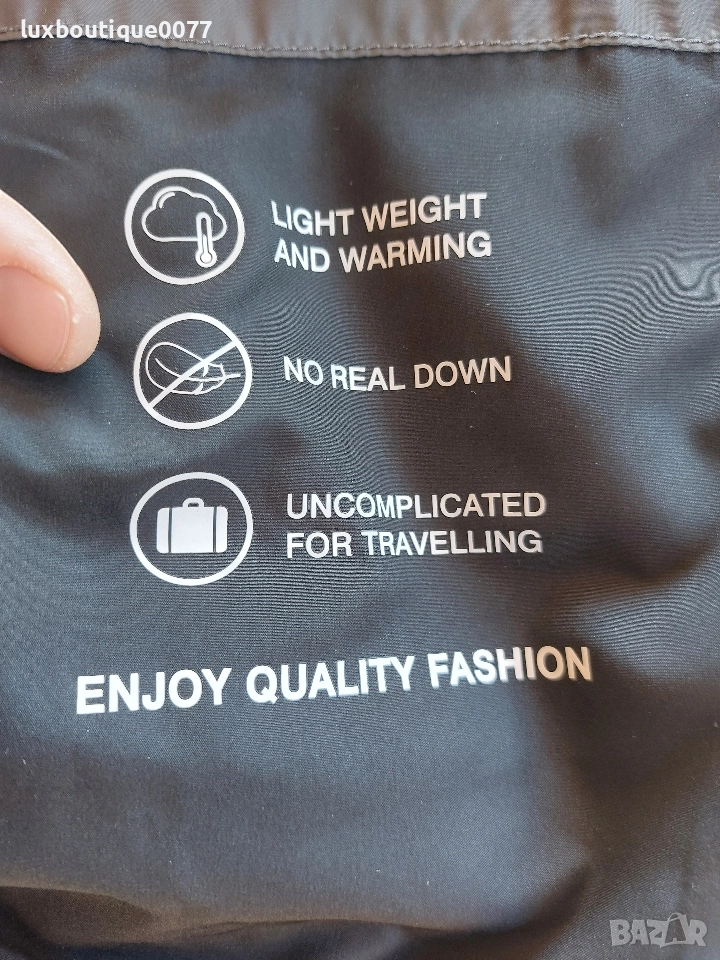 luxboutique0077
LIGHT WEIGHT
AND WARMING
NO REAL DOWN
UNCOMPLICATED
FOR TRAVELLING
ENJOY QUALITY FASHION
BAZAR